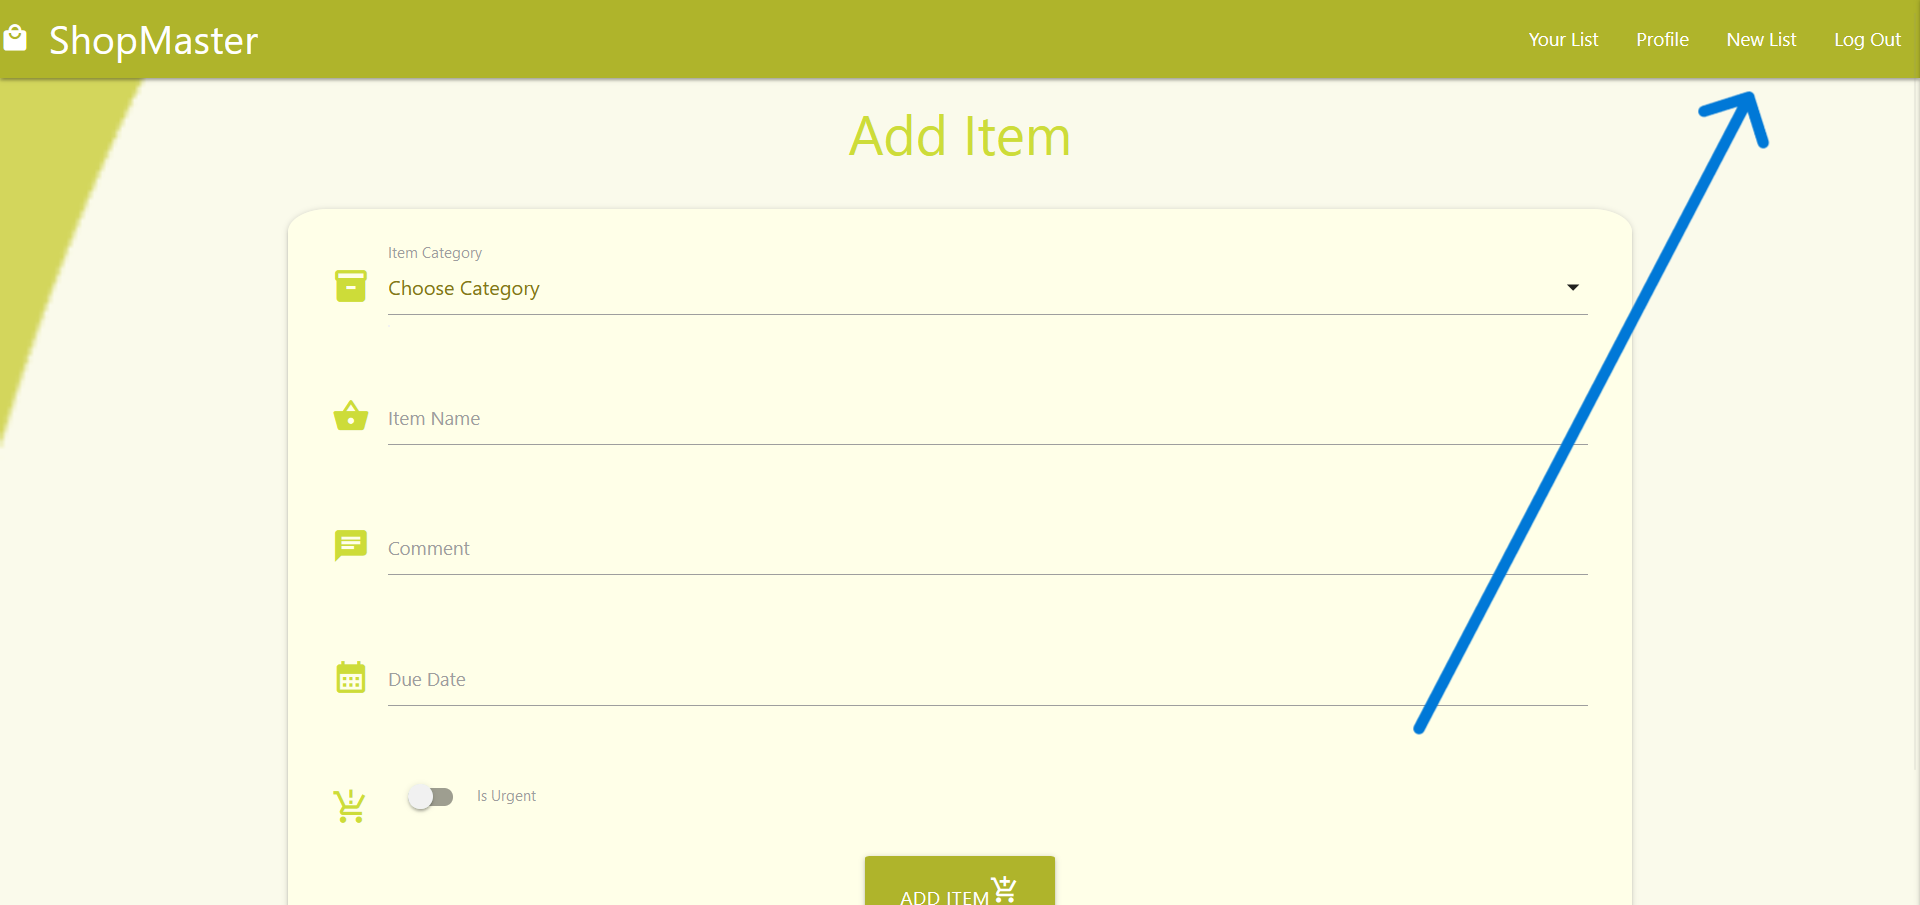 ShopMaster
Your List Profile New List Log Out
Add Item
Item Category
Choose Category
Item Name
Comment
Due Date
Is Urgent
ADD ITEM